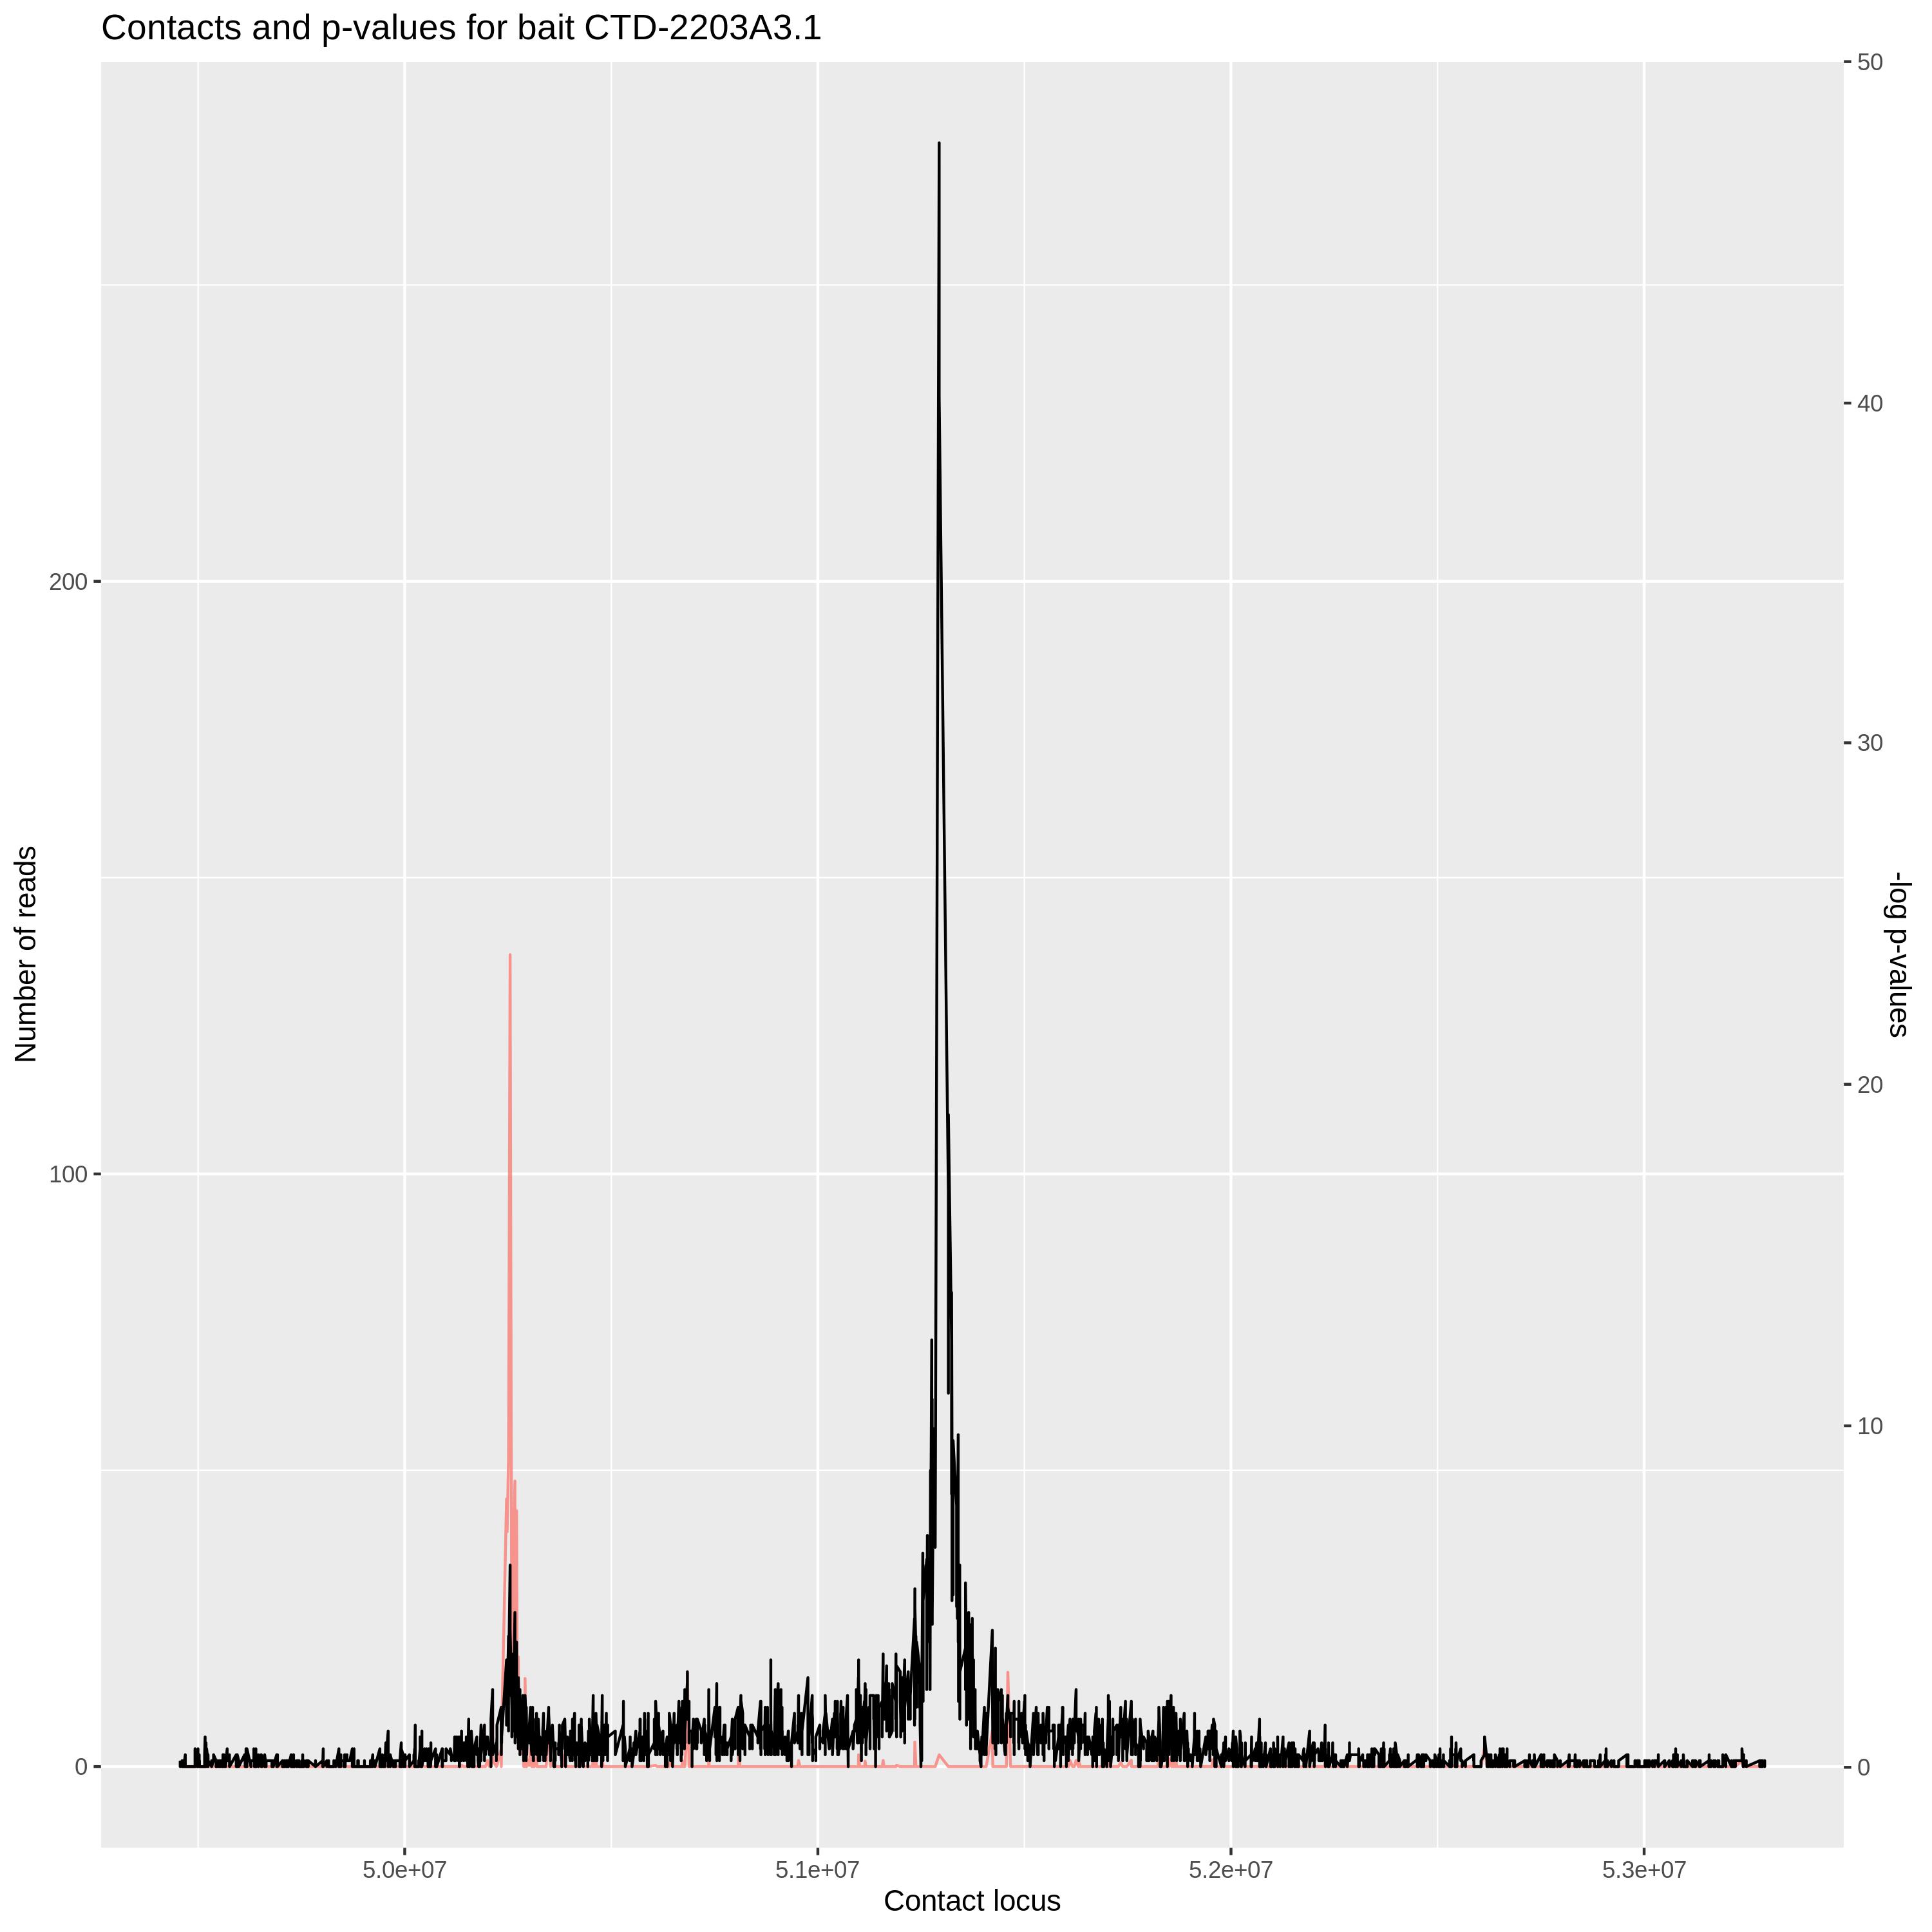 Contacts and p-values for bait CTD-2203A3.1
50
40
30
20
10
0
200
100
0
Number of reads
-log p-values
5.0e+07 5.1e+07 5.2e+07 5.3e+07
Contact locus